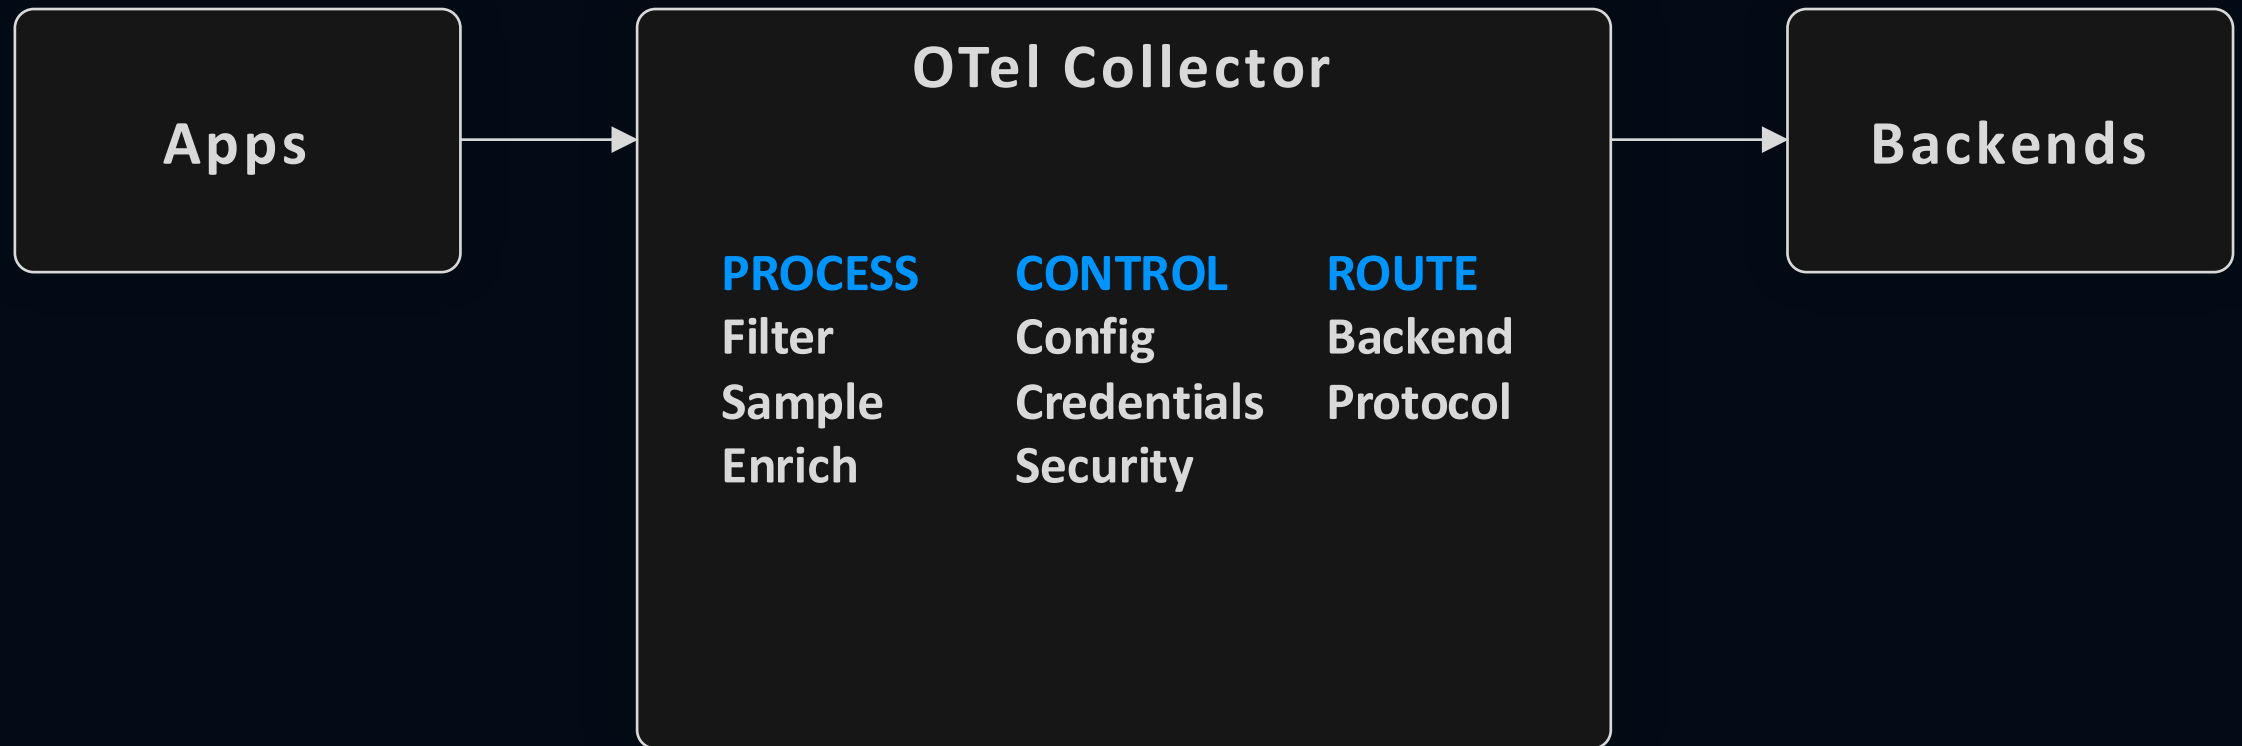 Apps
OTel Collector
PROCESS
Filter
Sample
Enrich
CONTROL
Config
Credentials
Security
ROUTE
Backend
Protocol
Backends